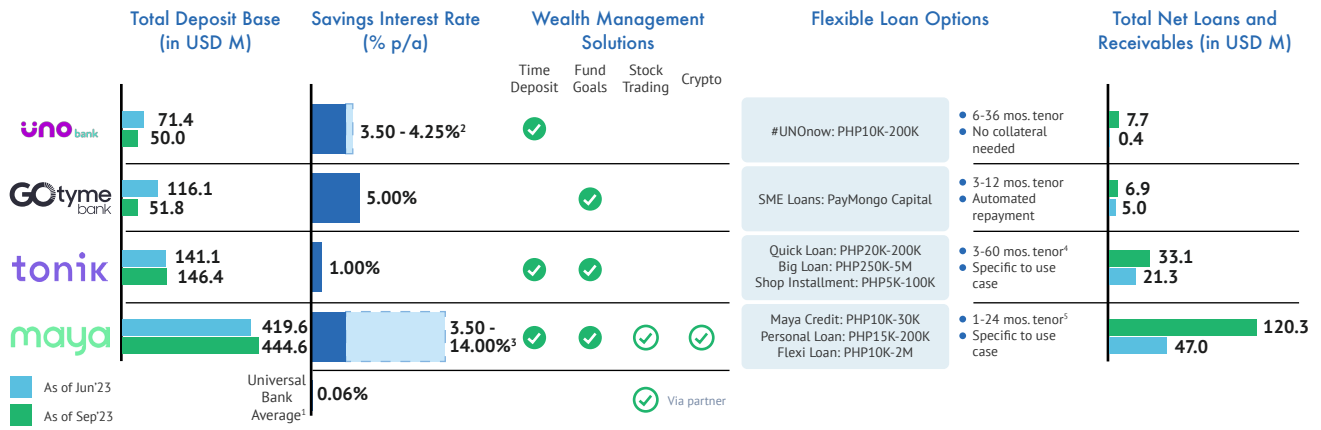 Total Deposit Base
(in USD M)
Savings Interest Rate
(% p/a)
Wealth Management
Solutions
Flexible Loan Options
Total Net Loans and
Receivables (in USD M)
Time
Deposit
Fund
Goals
Stock
Trading
Crypto
uno bank
71.4
50.0
3.50 - 4.25%²
#UNOnow: PHP10K-200K
6-36 mos. tenor
No collateral
needed
7.7
0.4
GOtyme
bank
116.1
51.8
5.00%
SME Loans: PayMongo Capital
3-12 mos. tenor
Automated
repayment
6.9
5.0
tonik
141.1
146.4
1.00%
Quick Loan: PHP20K-200K
Big Loan: PHP250K-5M
Shop Installment: PHP5K-100K
3-60 mos. tenor⁴
Specific to use
case
33.1
21.3
maya
419.6
444.6
3.50 -
14.00%³
Maya Credit: PHP10K-30K
Personal Loan: PHP15K-200K
Flexi Loan: PHP10K-2M
1-24 mos. tenor⁵
Specific to use
case
120.3
47.0
As of Jun'23
As of Sep'23
Universal
Bank
Average¹
0.06%
Via partner